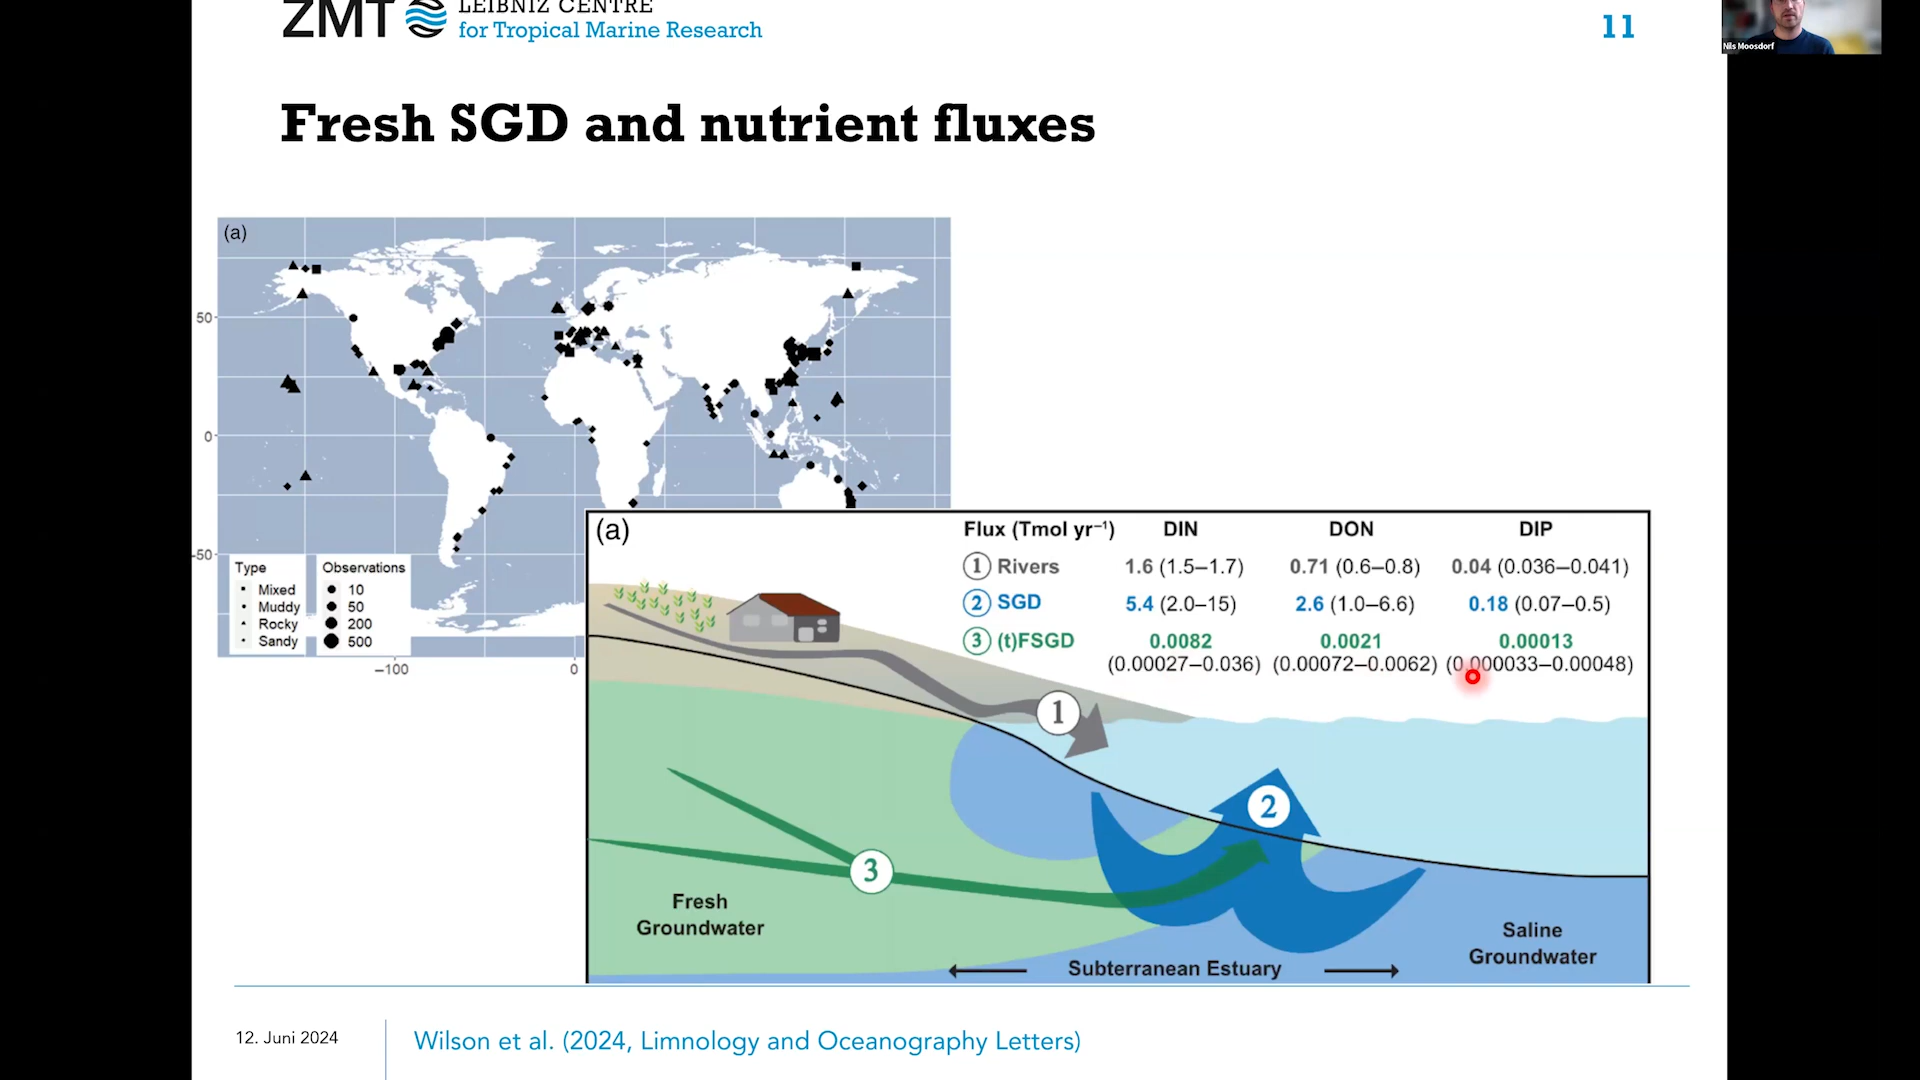 ZMT
LEIBNIZ CENTRE
for Tropical Marine Research
11
Nils Moosdorf
Fresh SGD and nutrient fluxes
(a)
50
0
-50
−100
0
Type
Mixed
Muddy
Rocky
Sandy
Observations
10
50
200
500
(a)
Flux (Tmol yr⁻¹) DIN DON DIP
1 Rivers 1.6 (1.5–1.7) 0.71 (0.6–0.8) 0.04 (0.036–0.041)
2 SGD 5.4 (2.0–15) 2.6 (1.0–6.6) 0.18 (0.07–0.5)
3 (t)FSGD 0.0082 0.0021 0.00013
(0.00027–0.036) (0.00072–0.0062) (0.000033–0.00048)
1
2
3
Fresh
Groundwater
Saline
Groundwater
Subterranean Estuary
12. Juni 2024
Wilson et al. (2024, Limnology and Oceanography Letters)